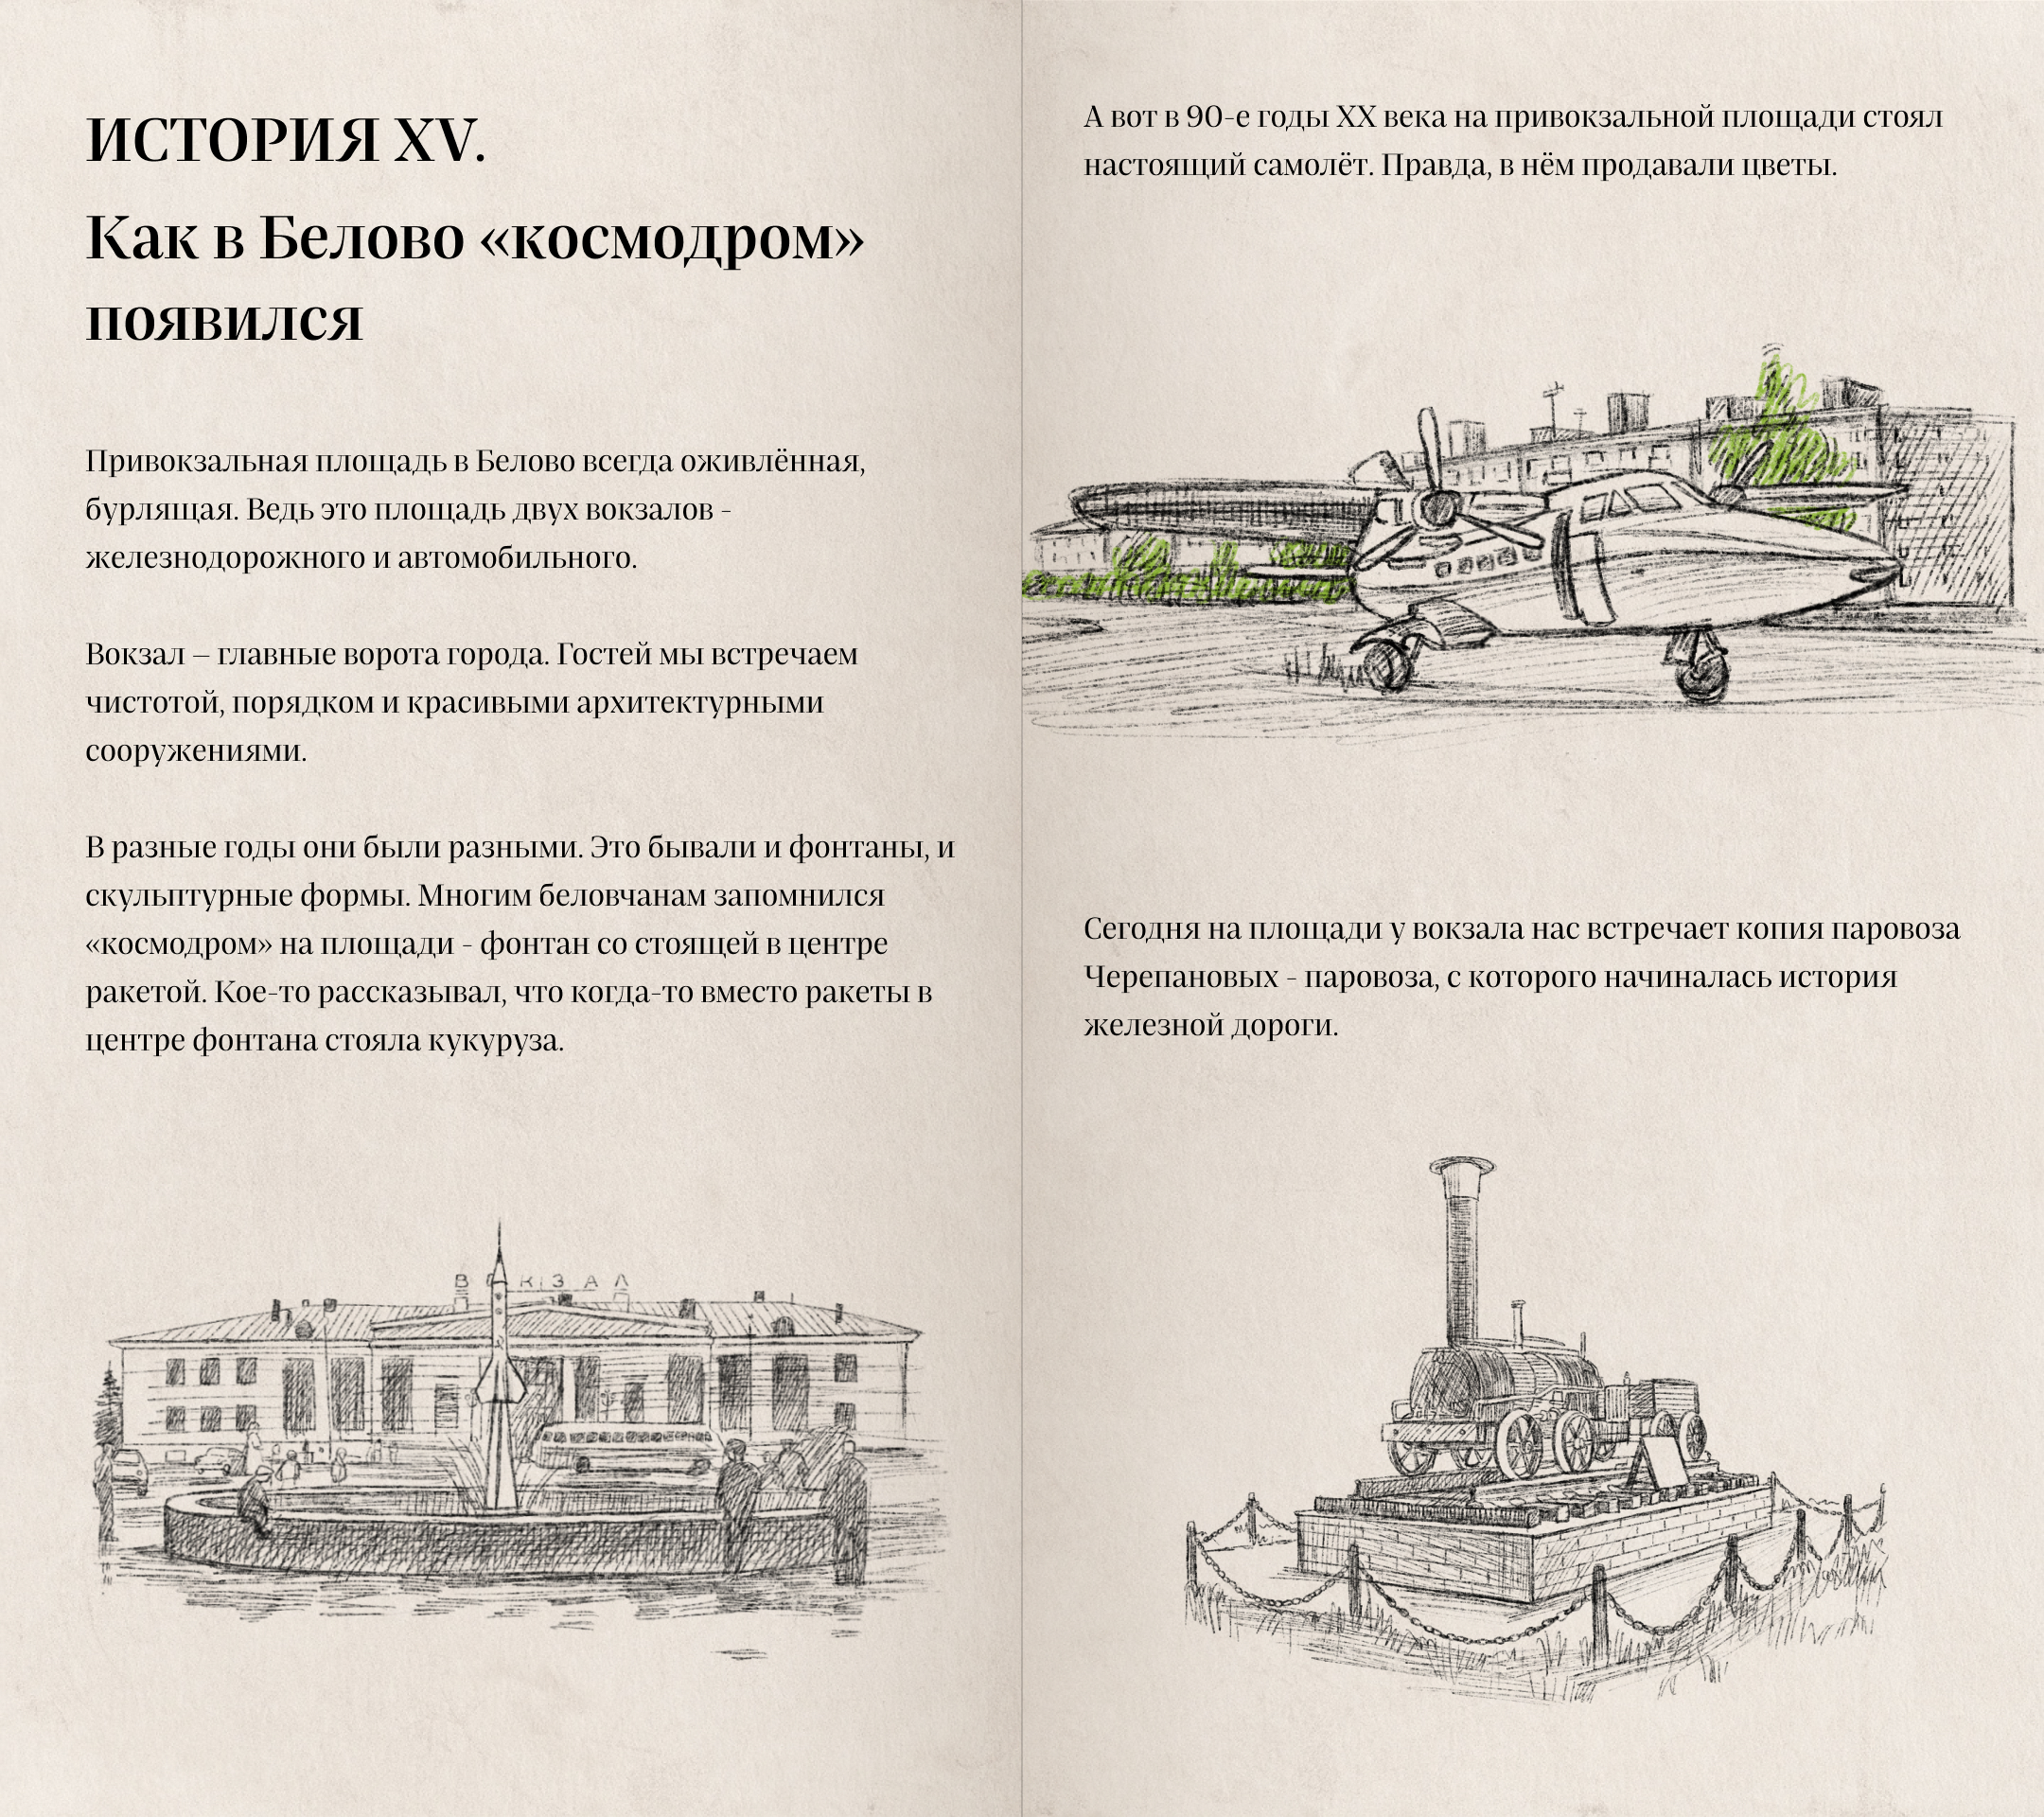 ИСТОРИЯ XV.
Как в Белово «космодром»
появился
Привокзальная площадь в Белово всегда оживлённая,
бурлящая. Ведь это площадь двух вокзалов -
железнодорожного и автомобильного.
Вокзал – главные ворота города. Гостей мы встречаем
чистотой, порядком и красивыми архитектурными
сооружениями.
В разные годы они были разными. Это бывали и фонтаны, и
скульптурные формы. Многим беловчанам запомнился
«космодром» на площади - фонтан со стоящей в центре
ракетой. Кое-то рассказывал, что когда-то вместо ракеты в
центре фонтана стояла кукуруза.
ВОКЗАЛ
А вот в 90-е годы XX века на привокзальной площади стоял
настоящий самолёт. Правда, в нём продавали цветы.
Сегодня на площади у вокзала нас встречает копия паровоза
Черепановых - паровоза, с которого начиналась история
железной дороги.